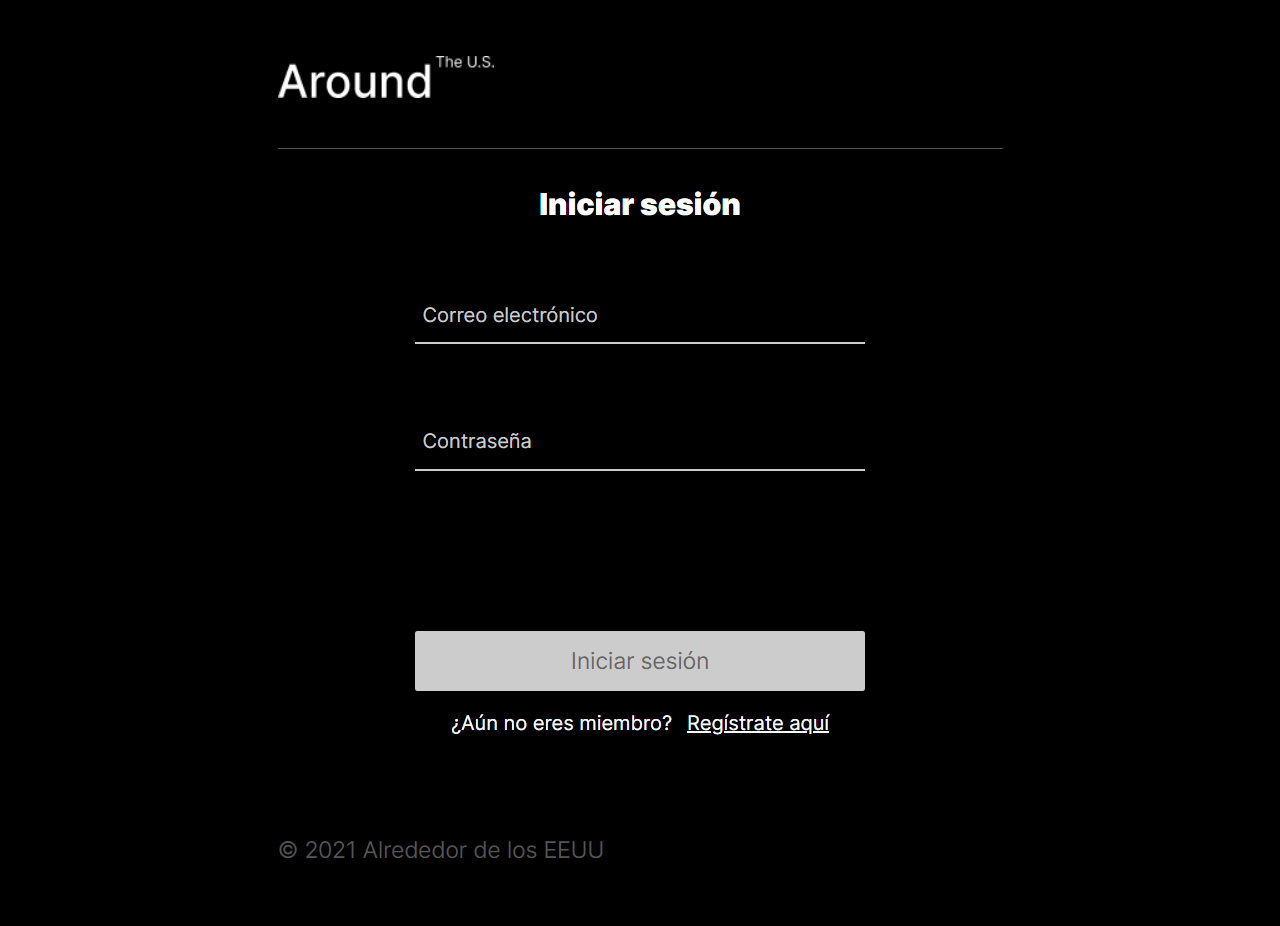 Around The U.S.
Iniciar sesión
Correo electrónico
Contraseña
Iniciar sesión
¿Aún no eres miembro? Regístrate aquí
© 2021 Alrededor de los EEUU